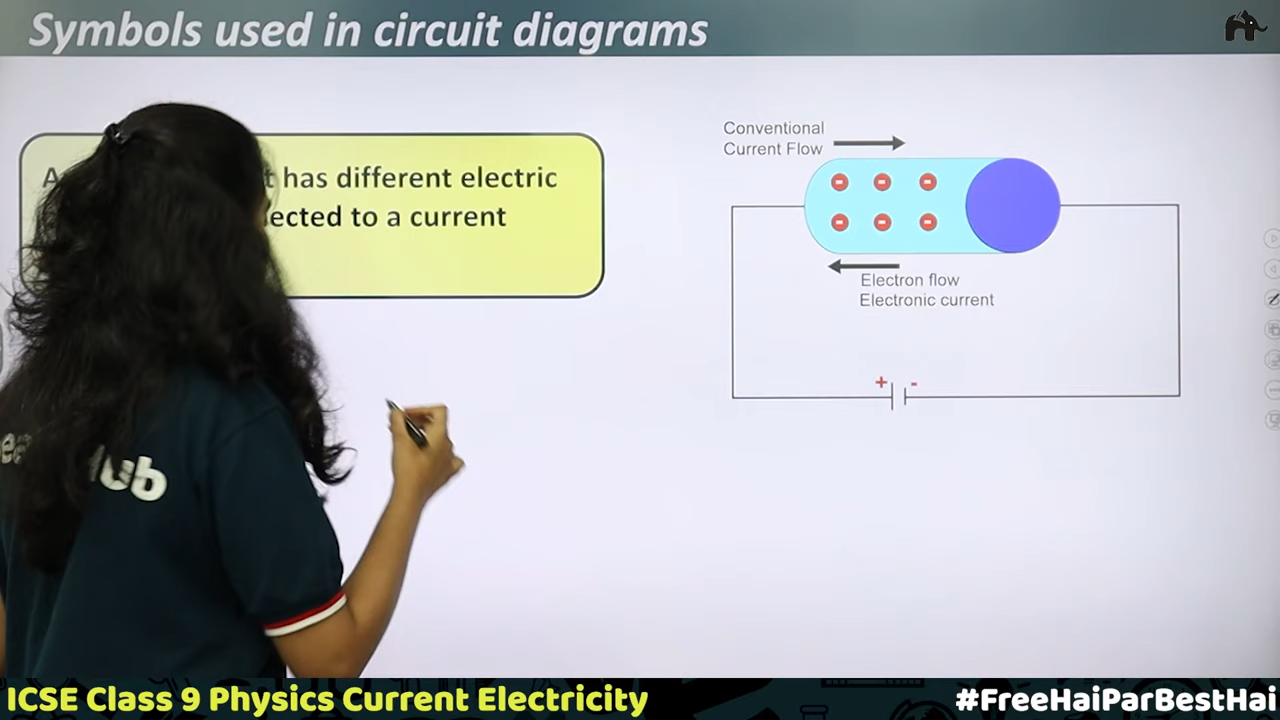 Symbols used in circuit diagrams
has different electric
to a current
Conventional
Current Flow
Electron flow
Electronic current
+ -
ub
ICSE Class 9 Physics Current Electricity
#FreeHaiParBestHai